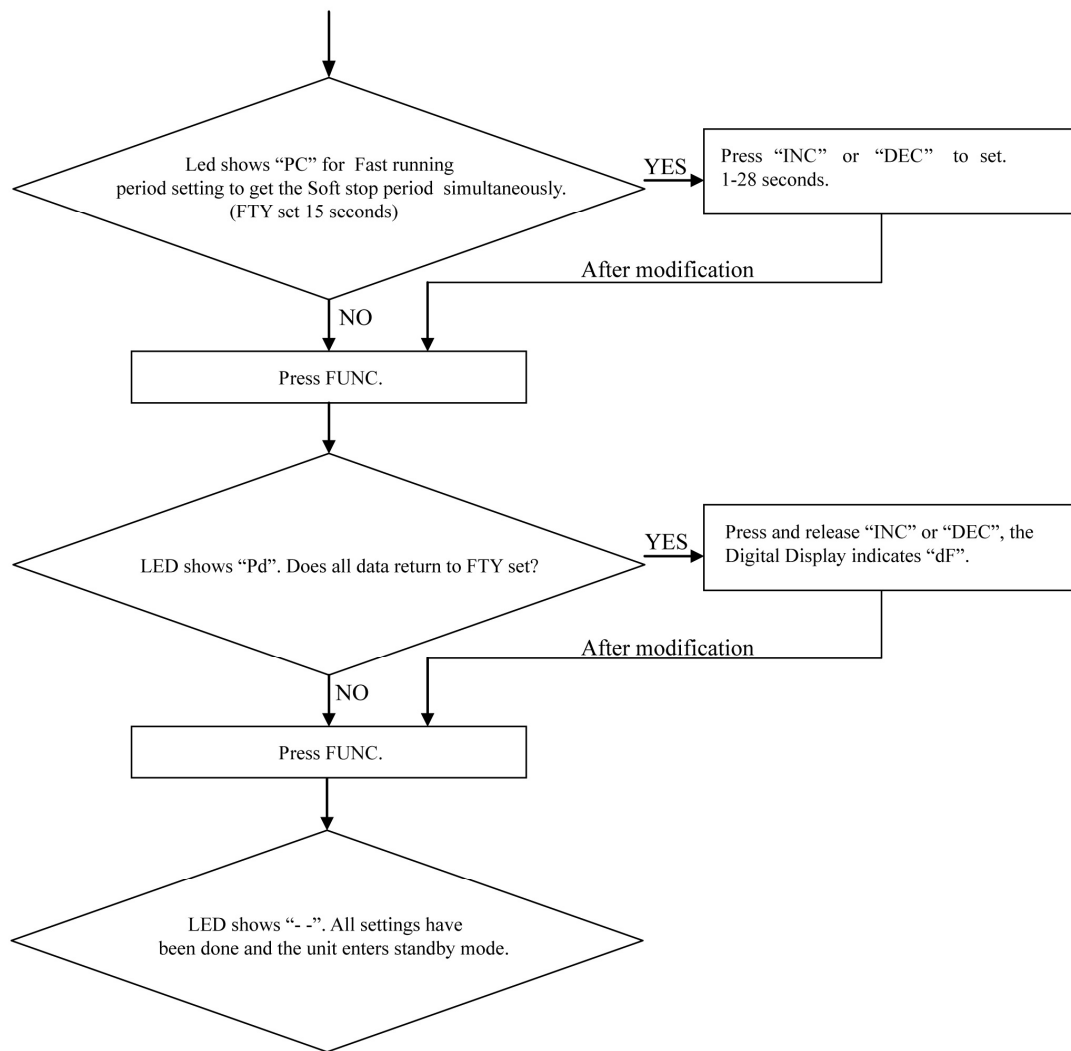 Led shows “PC” for Fast running
period setting to get the Soft stop period simultaneously.
(FTY set 15 seconds)
YES
Press “INC” or “DEC” to set.
1-28 seconds.
After modification
NO
Press FUNC.
LED shows “Pd”. Does all data return to FTY set?
YES
Press and release “INC” or “DEC”, the
Digital Display indicates “dF”.
After modification
NO
Press FUNC.
LED shows “- -”. All settings have
been done and the unit enters standby mode.